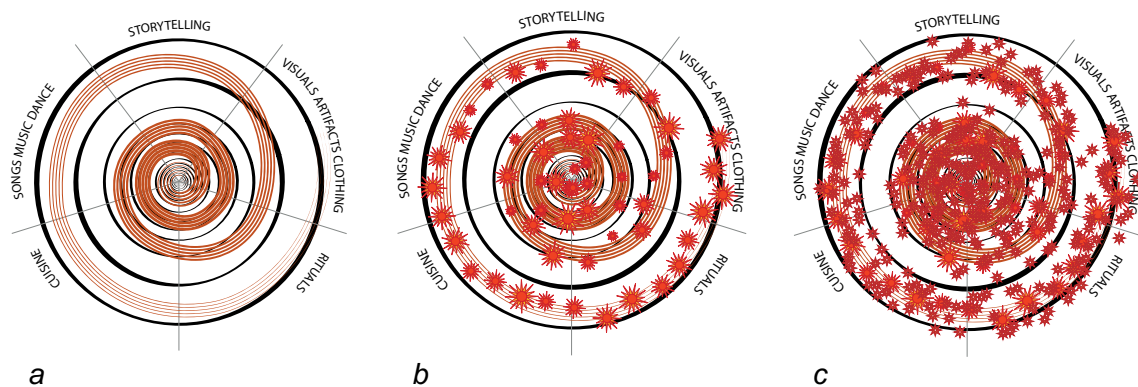 STORYTELLING
VISUALS ARTIFACTS CLOTHING
RITUALS
CUISINE
SONGS MUSIC DANCE
a
STORYTELLING
VISUALS ARTIFACTS CLOTHING
RITUALS
CUISINE
SONGS MUSIC DANCE
b
STORYTELLING
VISUALS ARTIFACTS CLOTHING
RITUALS
CUISINE
SONGS MUSIC DANCE
c